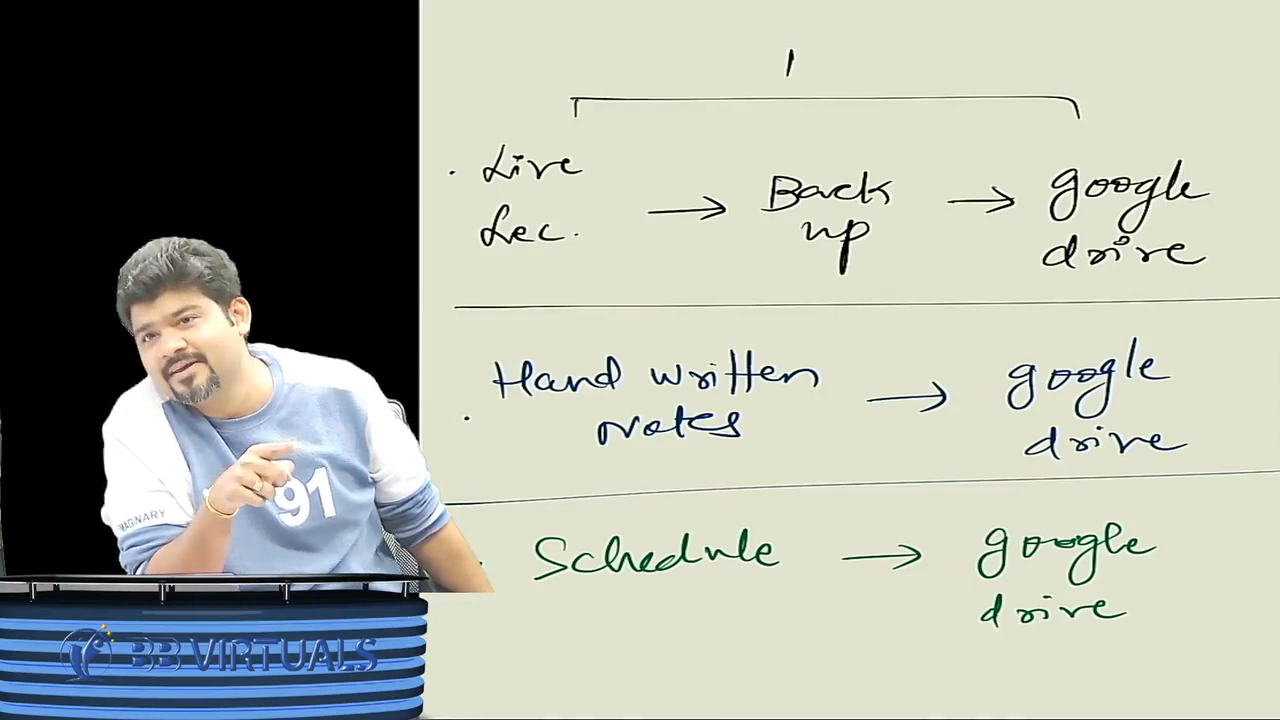 1
. Live
Lec.
→ Back
up
→ google
drive
. Hand written
notes
→ google
drive
. Schedule → google
drive
91
IMAGINARY
BB VIRTUALS